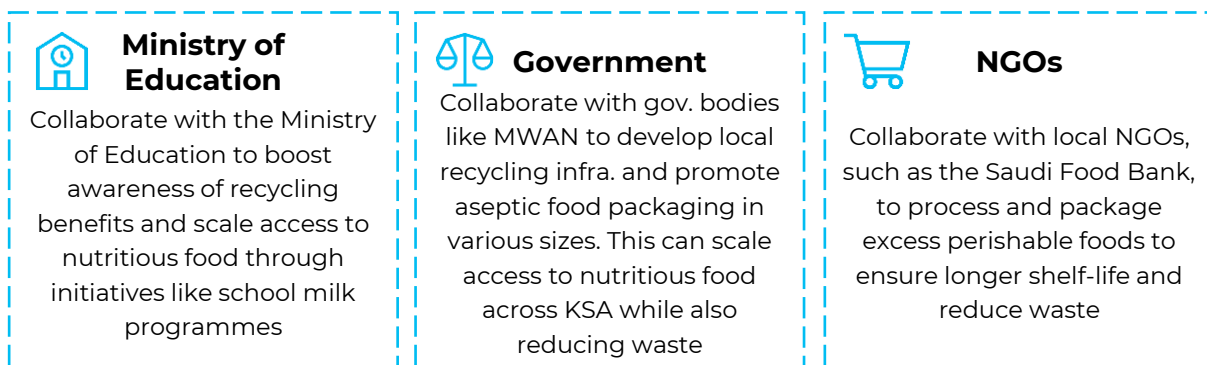 Ministry of
Education
Collaborate with the Ministry
of Education to boost
awareness of recycling
benefits and scale access to
nutritious food through
initiatives like school milk
programmes
Government
Collaborate with gov. bodies
like MWAN to develop local
recycling infra. and promote
aseptic food packaging in
various sizes. This can scale
access to nutritious food
across KSA while also
reducing waste
NGOs
Collaborate with local NGOs,
such as the Saudi Food Bank,
to process and package
excess perishable foods to
ensure longer shelf-life and
reduce waste